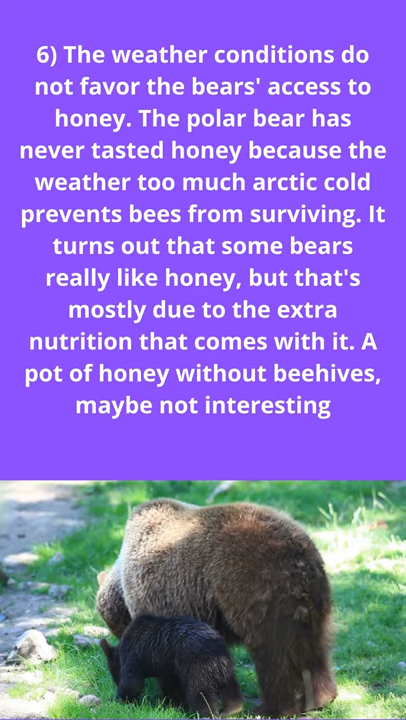 6) The weather conditions do
not favor the bears' access to
honey. The polar bear has
never tasted honey because the
weather too much arctic cold
prevents bees from surviving. It
turns out that some bears
really like honey, but that's
mostly due to the extra
nutrition that comes with it. A
pot of honey without beehives,
maybe not interesting